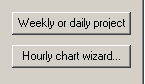 Weekly or daily project
Hourly chart wizard...